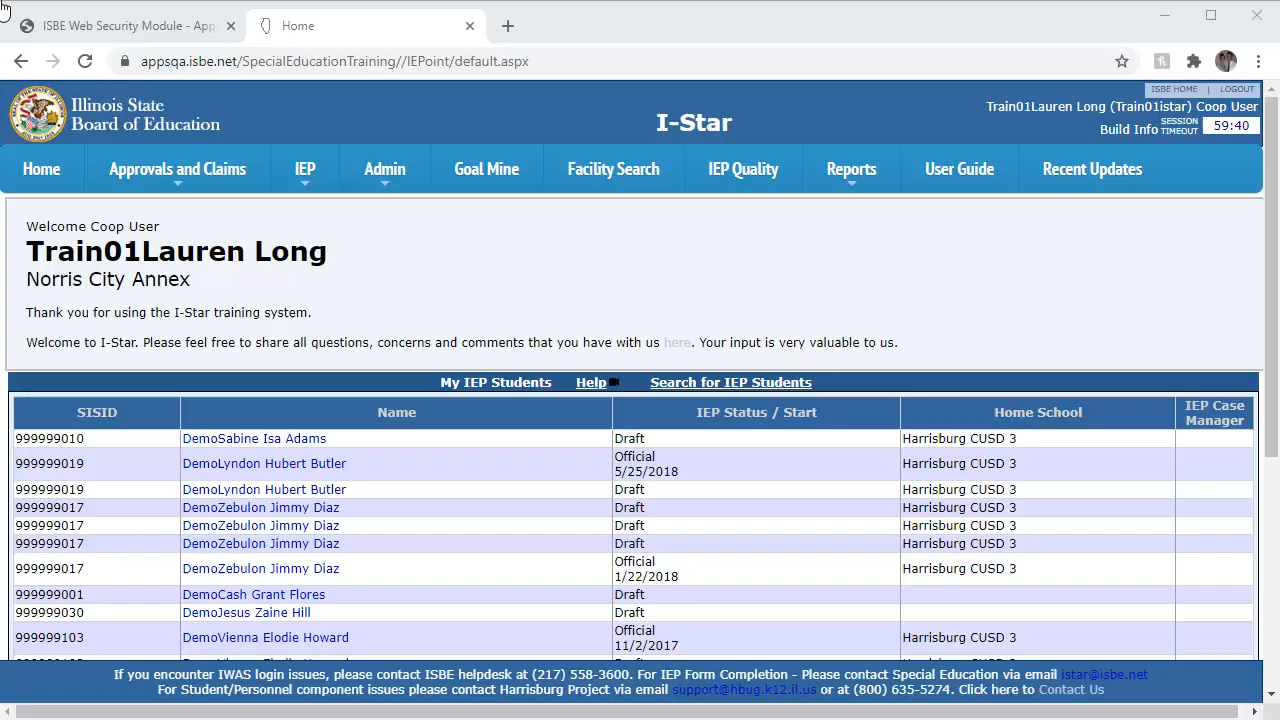 ISBE Web Security Module - App
Home
appsqa.isbe.net/SpecialEducationTraining//IEPoint/default.aspx
ISBE HOME | LOGOUT
Illinois State
Board of Education
I-Star
Train01Lauren Long (Train01istar) Coop User
Build Info SESSION TIMEOUT 59:40
Home Approvals and Claims IEP Admin Goal Mine Facility Search IEP Quality Reports User Guide Recent Updates
Welcome Coop User
Train01Lauren Long
Norris City Annex
Thank you for using the I-Star training system.
Welcome to I-Star. Please feel free to share all questions, concerns and comments that you have with us here. Your input is very valuable to us.
My IEP Students Help Search for IEP Students
SISID Name IEP Status / Start Home School IEP Case Manager
999999010 DemoSabine Isa Adams Draft Harrisburg CUSD 3
999999019 DemoLyndon Hubert Butler Official 5/25/2018 Harrisburg CUSD 3
999999019 DemoLyndon Hubert Butler Draft Harrisburg CUSD 3
999999017 DemoZebulon Jimmy Diaz Draft Harrisburg CUSD 3
999999017 DemoZebulon Jimmy Diaz Draft Harrisburg CUSD 3
999999017 DemoZebulon Jimmy Diaz Draft Harrisburg CUSD 3
999999017 DemoZebulon Jimmy Diaz Official 1/22/2018 Harrisburg CUSD 3
999999001 DemoCash Grant Flores Draft
999999030 DemoJesus Zaine Hill Draft
999999103 DemoVienna Elodie Howard Official 11/2/2017 Harrisburg CUSD 3
If you encounter IWAS login issues, please contact ISBE helpdesk at (217) 558-3600. For IEP Form Completion - Please contact Special Education via email istar@isbe.net
For Student/Personnel component issues please contact Harrisburg Project via email support@hbug.k12.il.us or at (800) 635-5274. Click here to Contact Us